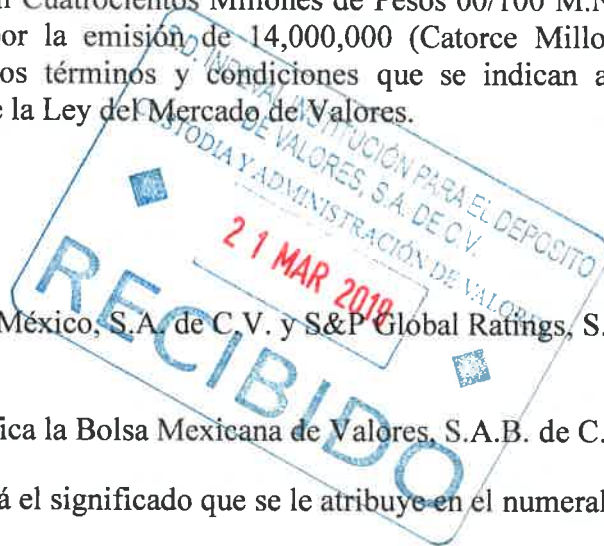 Cuatrocientos Millones de Pesos 00/100 M.N
or la emisión de 14,000,000 (Catorce Millo
os términos y condiciones que se indican a
e la Ley del Mercado de Valores.
S.D. INDEVAL INSTITUCIÓN PARA EL DEPOSITO
DE VALORES, S.A. DE C.V.
CUSTODIA Y ADMINISTRACIÓN DE VALORES
21 MAR 2019
RECIBIDO
México, S.A. de C.V. y S&P Global Ratings, S.
ica la Bolsa Mexicana de Valores, S.A.B. de C.
á el significado que se le atribuye en el numeral